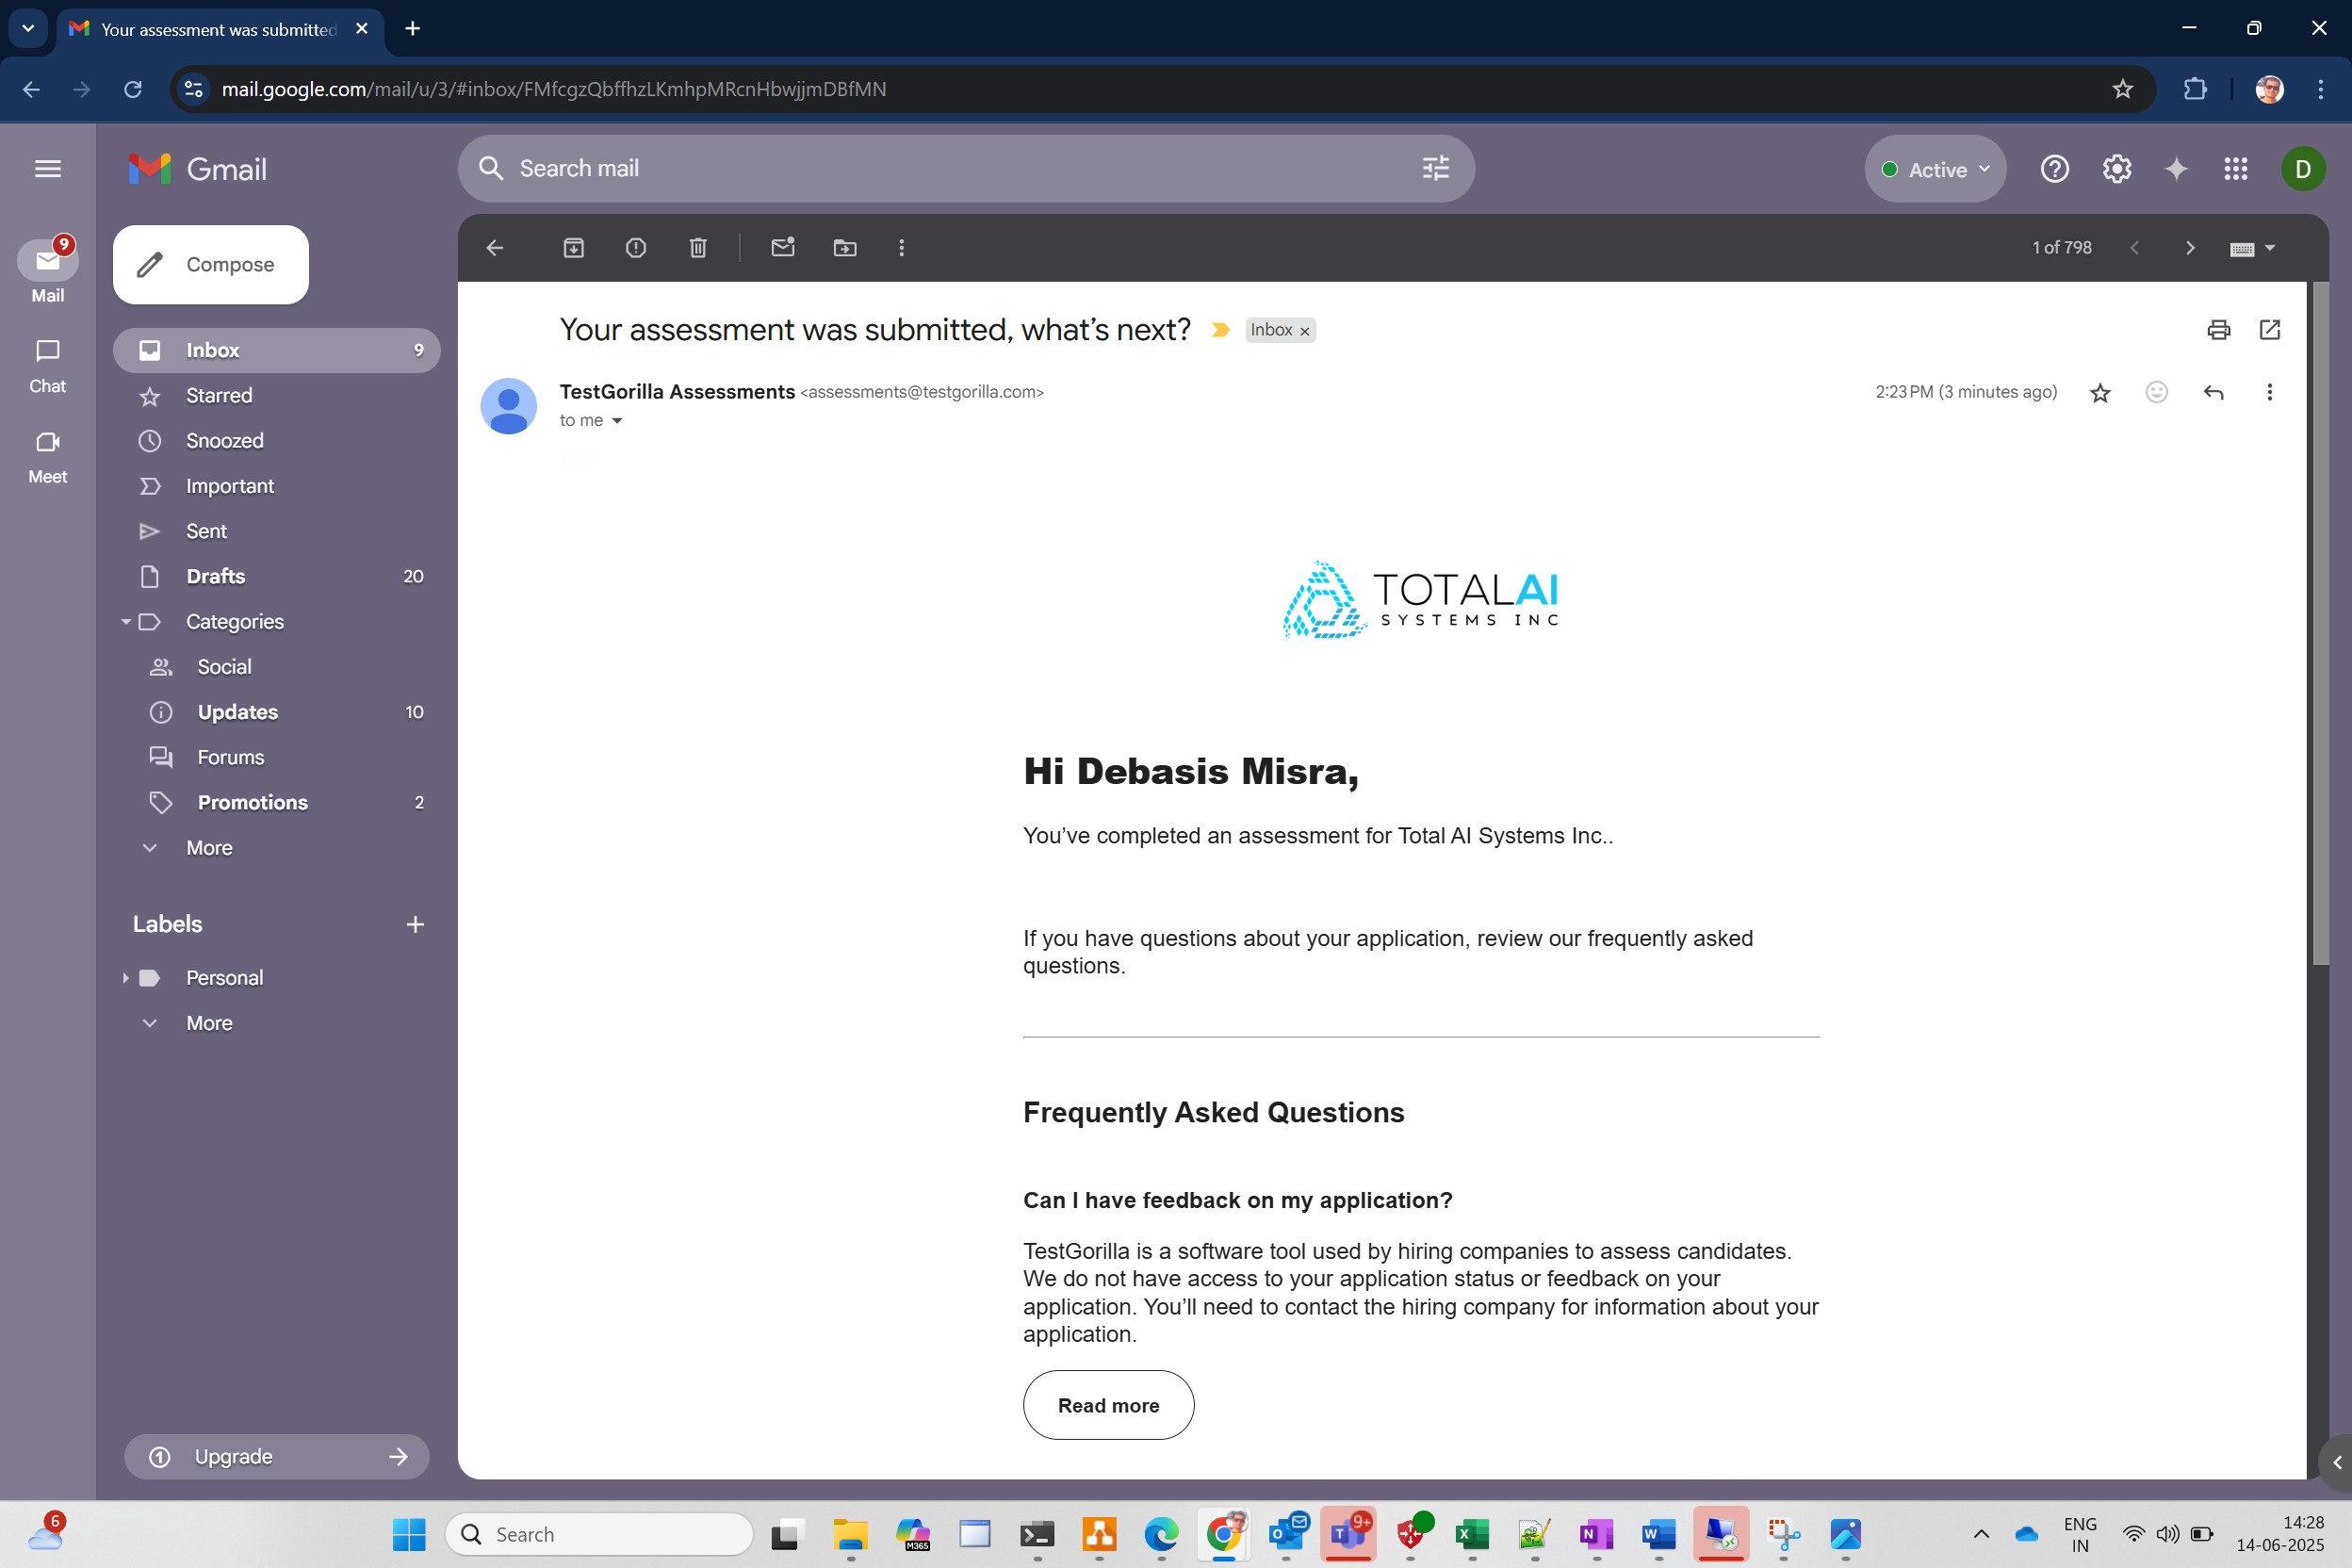 Your assessment was submitted
mail.google.com/mail/u/3/#inbox/FMfcgzQbffhzLKmhpMRcnHbwjjmDBfMN
Gmail
Search mail
Active
D
9
Mail
Chat
Meet
Compose
Inbox 9
Starred
Snoozed
Important
Sent
Drafts 20
Categories
Social
Updates 10
Forums
Promotions 2
More
Labels
Personal
More
Upgrade
1 of 798
Your assessment was submitted, what’s next?
Inbox
TestGorilla Assessments <assessments@testgorilla.com>
2:23 PM (3 minutes ago)
to me
TOTALAI
SYSTEMS INC
Hi Debasis Misra,
You’ve completed an assessment for Total AI Systems Inc..
If you have questions about your application, review our frequently asked
questions.
Frequently Asked Questions
Can I have feedback on my application?
TestGorilla is a software tool used by hiring companies to assess candidates.
We do not have access to your application status or feedback on your
application. You’ll need to contact the hiring company for information about your
application.
Read more
6
Search
M365
9+
ENG
IN
14:28
14-06-2025